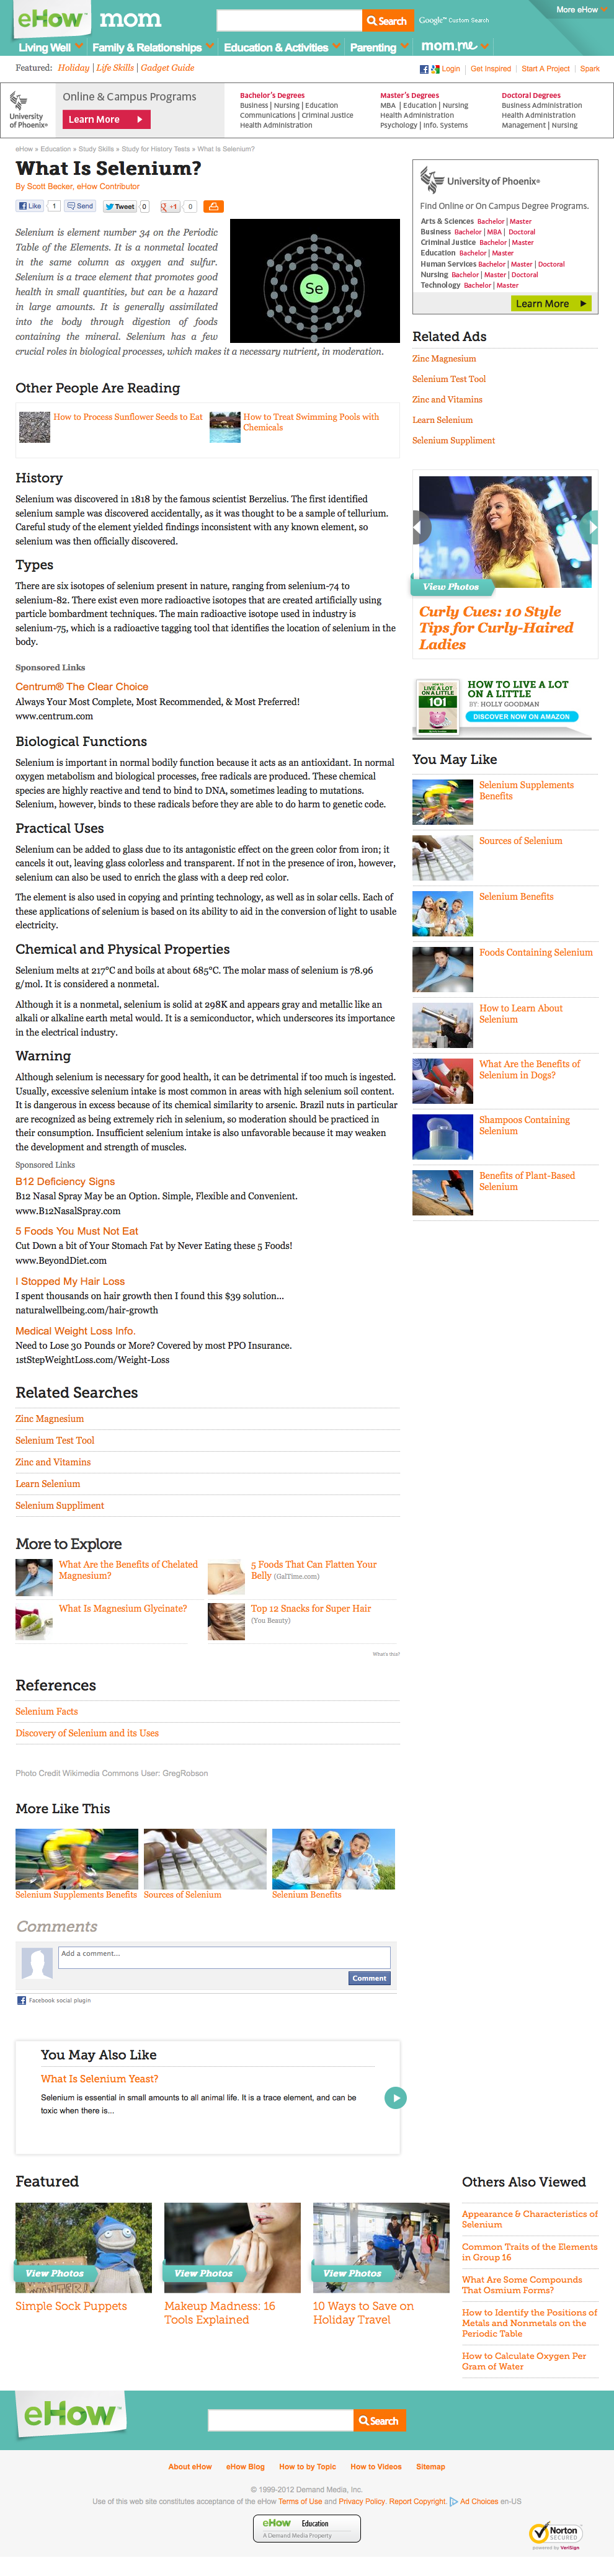 eHow mom
Search
Google™ Custom Search
More eHow
Living Well
Family & Relationships
Education & Activities
Parenting
mom.me
Featured: Holiday | Life Skills | Gadget Guide
Login
Get Inspired
Start A Project
Spark
University of Phoenix®
Online & Campus Programs
Learn More
Bachelor's Degrees
Business | Nursing | Education
Communications | Criminal Justice
Health Administration
Master's Degrees
MBA | Education | Nursing
Health Administration
Psychology | Info. Systems
Doctoral Degrees
Business Administration
Health Administration
Management | Nursing
eHow » Education » Study Skills » Study for History Tests » What Is Selenium?
What Is Selenium?
By Scott Becker, eHow Contributor
Like 1
Send
Tweet 0
+1 0
Selenium is element number 34 on the Periodic
Table of the Elements. It is a nonmetal located
in the same column as oxygen and sulfur.
Selenium is a trace element that promotes good
health in small quantities, but can be a hazard
in large amounts. It is generally assimilated
into the body through digestion of foods
containing the mineral. Selenium has a few
crucial roles in biological processes, which makes it a necessary nutrient, in moderation.
Se
Other People Are Reading
How to Process Sunflower Seeds to Eat
How to Treat Swimming Pools with
Chemicals
History
Selenium was discovered in 1818 by the famous scientist Berzelius. The first identified
selenium sample was discovered accidentally, as it was thought to be a sample of tellurium.
Careful study of the element yielded findings inconsistent with any known element, so
selenium was then officially discovered.
Types
There are six isotopes of selenium present in nature, ranging from selenium-74 to
selenium-82. There exist even more radioactive isotopes that are created artificially using
particle bombardment techniques. The main radioactive isotope used in industry is
selenium-75, which is a radioactive tagging tool that identifies the location of selenium in the
body.
Sponsored Links
Centrum® The Clear Choice
Always Your Most Complete, Most Recommended, & Most Preferred!
www.centrum.com
Biological Functions
Selenium is important in normal bodily function because it acts as an antioxidant. In normal
oxygen metabolism and biological processes, free radicals are produced. These chemical
species are highly reactive and tend to bind to DNA, sometimes leading to mutations.
Selenium, however, binds to these radicals before they are able to do harm to genetic code.
Practical Uses
Selenium can be added to glass due to its antagonistic effect on the green color from iron; it
cancels it out, leaving glass colorless and transparent. If not in the presence of iron, however,
selenium can also be used to enrich the glass with a deep red color.
The element is also used in copying and printing technology, as well as in solar cells. Each of
these applications of selenium is based on its ability to aid in the conversion of light to usable
electricity.
Chemical and Physical Properties
Selenium melts at 217°C and boils at about 685°C. The molar mass of selenium is 78.96
g/mol. It is considered a nonmetal.
Although it is a nonmetal, selenium is solid at 298K and appears gray and metallic like an
alkali or alkaline earth metal would. It is a semiconductor, which underscores its importance
in the electrical industry.
Warning
Although selenium is necessary for good health, it can be detrimental if too much is ingested.
Usually, excessive selenium intake is most common in areas with high selenium soil content.
It is dangerous in excess because of its chemical similarity to arsenic. Brazil nuts in particular
are recognized as being extremely rich in selenium, so moderation should be practiced in
their consumption. Insufficient selenium intake is also unfavorable because it may weaken
the development and strength of muscles.
Sponsored Links
B12 Deficiency Signs
B12 Nasal Spray May be an Option. Simple, Flexible and Convenient.
www.B12NasalSpray.com
5 Foods You Must Not Eat
Cut Down a bit of Your Stomach Fat by Never Eating these 5 Foods!
www.BeyondDiet.com
I Stopped My Hair Loss
I spent thousands on hair growth then I found this $39 solution...
naturalwellbeing.com/hair-growth
Medical Weight Loss Info.
Need to Lose 30 Pounds or More? Covered by most PPO Insurance.
1stStepWeightLoss.com/Weight-Loss
Related Searches
Zinc Magnesium
Selenium Test Tool
Zinc and Vitamins
Learn Selenium
Selenium Suppliment
More to Explore
What Are the Benefits of Chelated
Magnesium?
5 Foods That Can Flatten Your
Belly (GalTime.com)
What Is Magnesium Glycinate?
Top 12 Snacks for Super Hair
(You Beauty)
What's this?
References
Selenium Facts
Discovery of Selenium and its Uses
Photo Credit Wikimedia Commons User: GregRobson
More Like This
Selenium Supplements Benefits
Sources of Selenium
Selenium Benefits
Comments
Add a comment...
Comment
Facebook social plugin
You May Also Like
What Is Selenium Yeast?
Selenium is essential in small amounts to all animal life. It is a trace element, and can be
toxic when there is...
University of Phoenix®
Find Online or On Campus Degree Programs.
Arts & Sciences Bachelor | Master
Business Bachelor | MBA | Doctoral
Criminal Justice Bachelor | Master
Education Bachelor | Master
Human Services Bachelor | Master | Doctoral
Nursing Bachelor | Master | Doctoral
Technology Bachelor | Master
Learn More
Related Ads
Zinc Magnesium
Selenium Test Tool
Zinc and Vitamins
Learn Selenium
Selenium Suppliment
View Photos
Curly Cues: 10 Style
Tips for Curly-Haired
Ladies
HOW TO LIVE A LOT ON A LITTLE 101
HOW TO LIVE A LOT
ON A LITTLE
BY: HOLLY GOODMAN
DISCOVER NOW ON AMAZON
You May Like
Selenium Supplements
Benefits
Sources of Selenium
Selenium Benefits
Foods Containing Selenium
How to Learn About
Selenium
What Are the Benefits of
Selenium in Dogs?
Shampoos Containing
Selenium
Benefits of Plant-Based
Selenium
Featured
View Photos
Simple Sock Puppets
View Photos
Makeup Madness: 16
Tools Explained
View Photos
10 Ways to Save on
Holiday Travel
Others Also Viewed
Appearance & Characteristics of
Selenium
Common Traits of the Elements
in Group 16
What Are Some Compounds
That Osmium Forms?
How to Identify the Positions of
Metals and Nonmetals on the
Periodic Table
How to Calculate Oxygen Per
Gram of Water
eHow™
Search
About eHow
eHow Blog
How to by Topic
How to Videos
Sitemap
© 1999-2012 Demand Media, Inc.
Use of this web site constitutes acceptance of the eHow Terms of Use and Privacy Policy. Report Copyright. Ad Choices en-US
eHow Education
A Demand Media Property
Norton
SECURED
powered by VeriSign